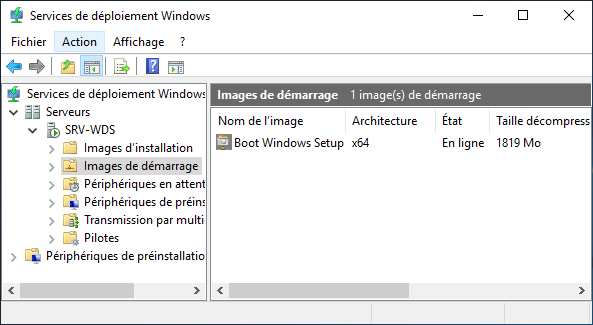 Services de déploiement Windows
Fichier Action Affichage ?
Services de déploiement Windows
Serveurs
SRV-WDS
Images d'installation
Images de démarrage
Périphériques en attent
Périphériques de préins
Transmission par multi
Pilotes
Périphériques de préinstallatio
Images de démarrage 1 image(s) de démarrage
Nom de l'image Architecture État Taille décompress
Boot Windows Setup x64 En ligne 1819 Mo